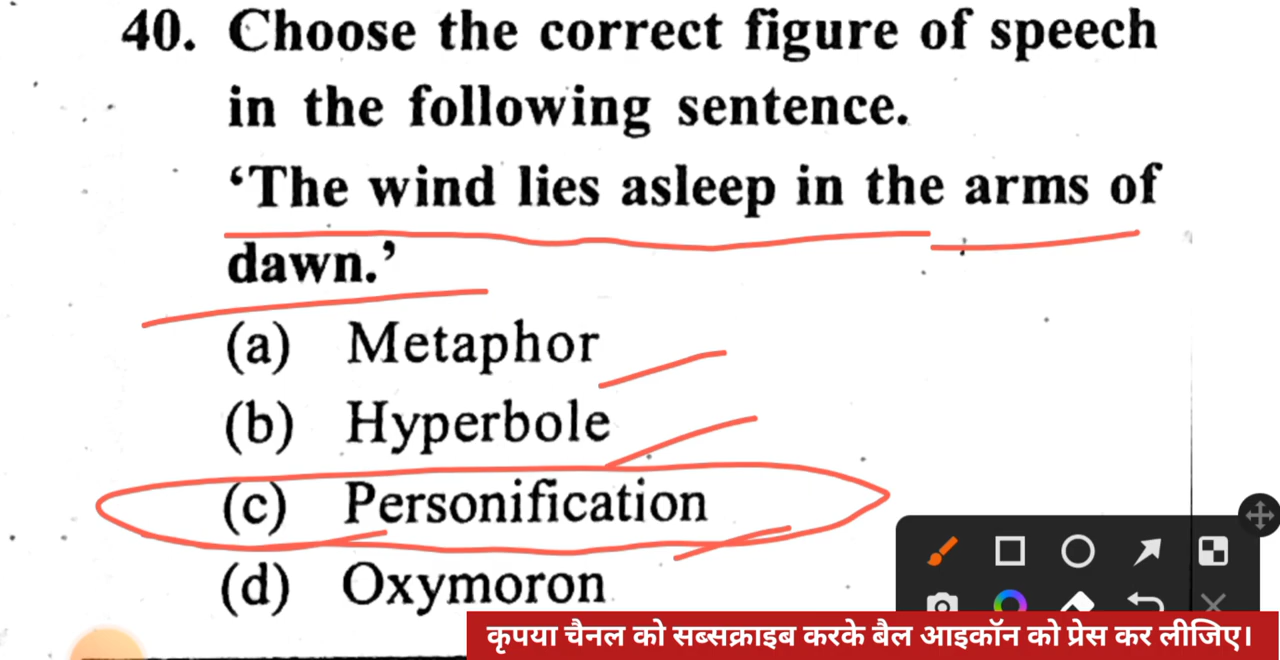 40. Choose the correct figure of speech
in the following sentence.
‘The wind lies asleep in the arms of
dawn.’
(a) Metaphor
(b) Hyperbole
(c) Personification
(d) Oxymoron
कृपया चैनल को सब्सक्राइब करके बैल आइकॉन को प्रेस कर लीजिए।